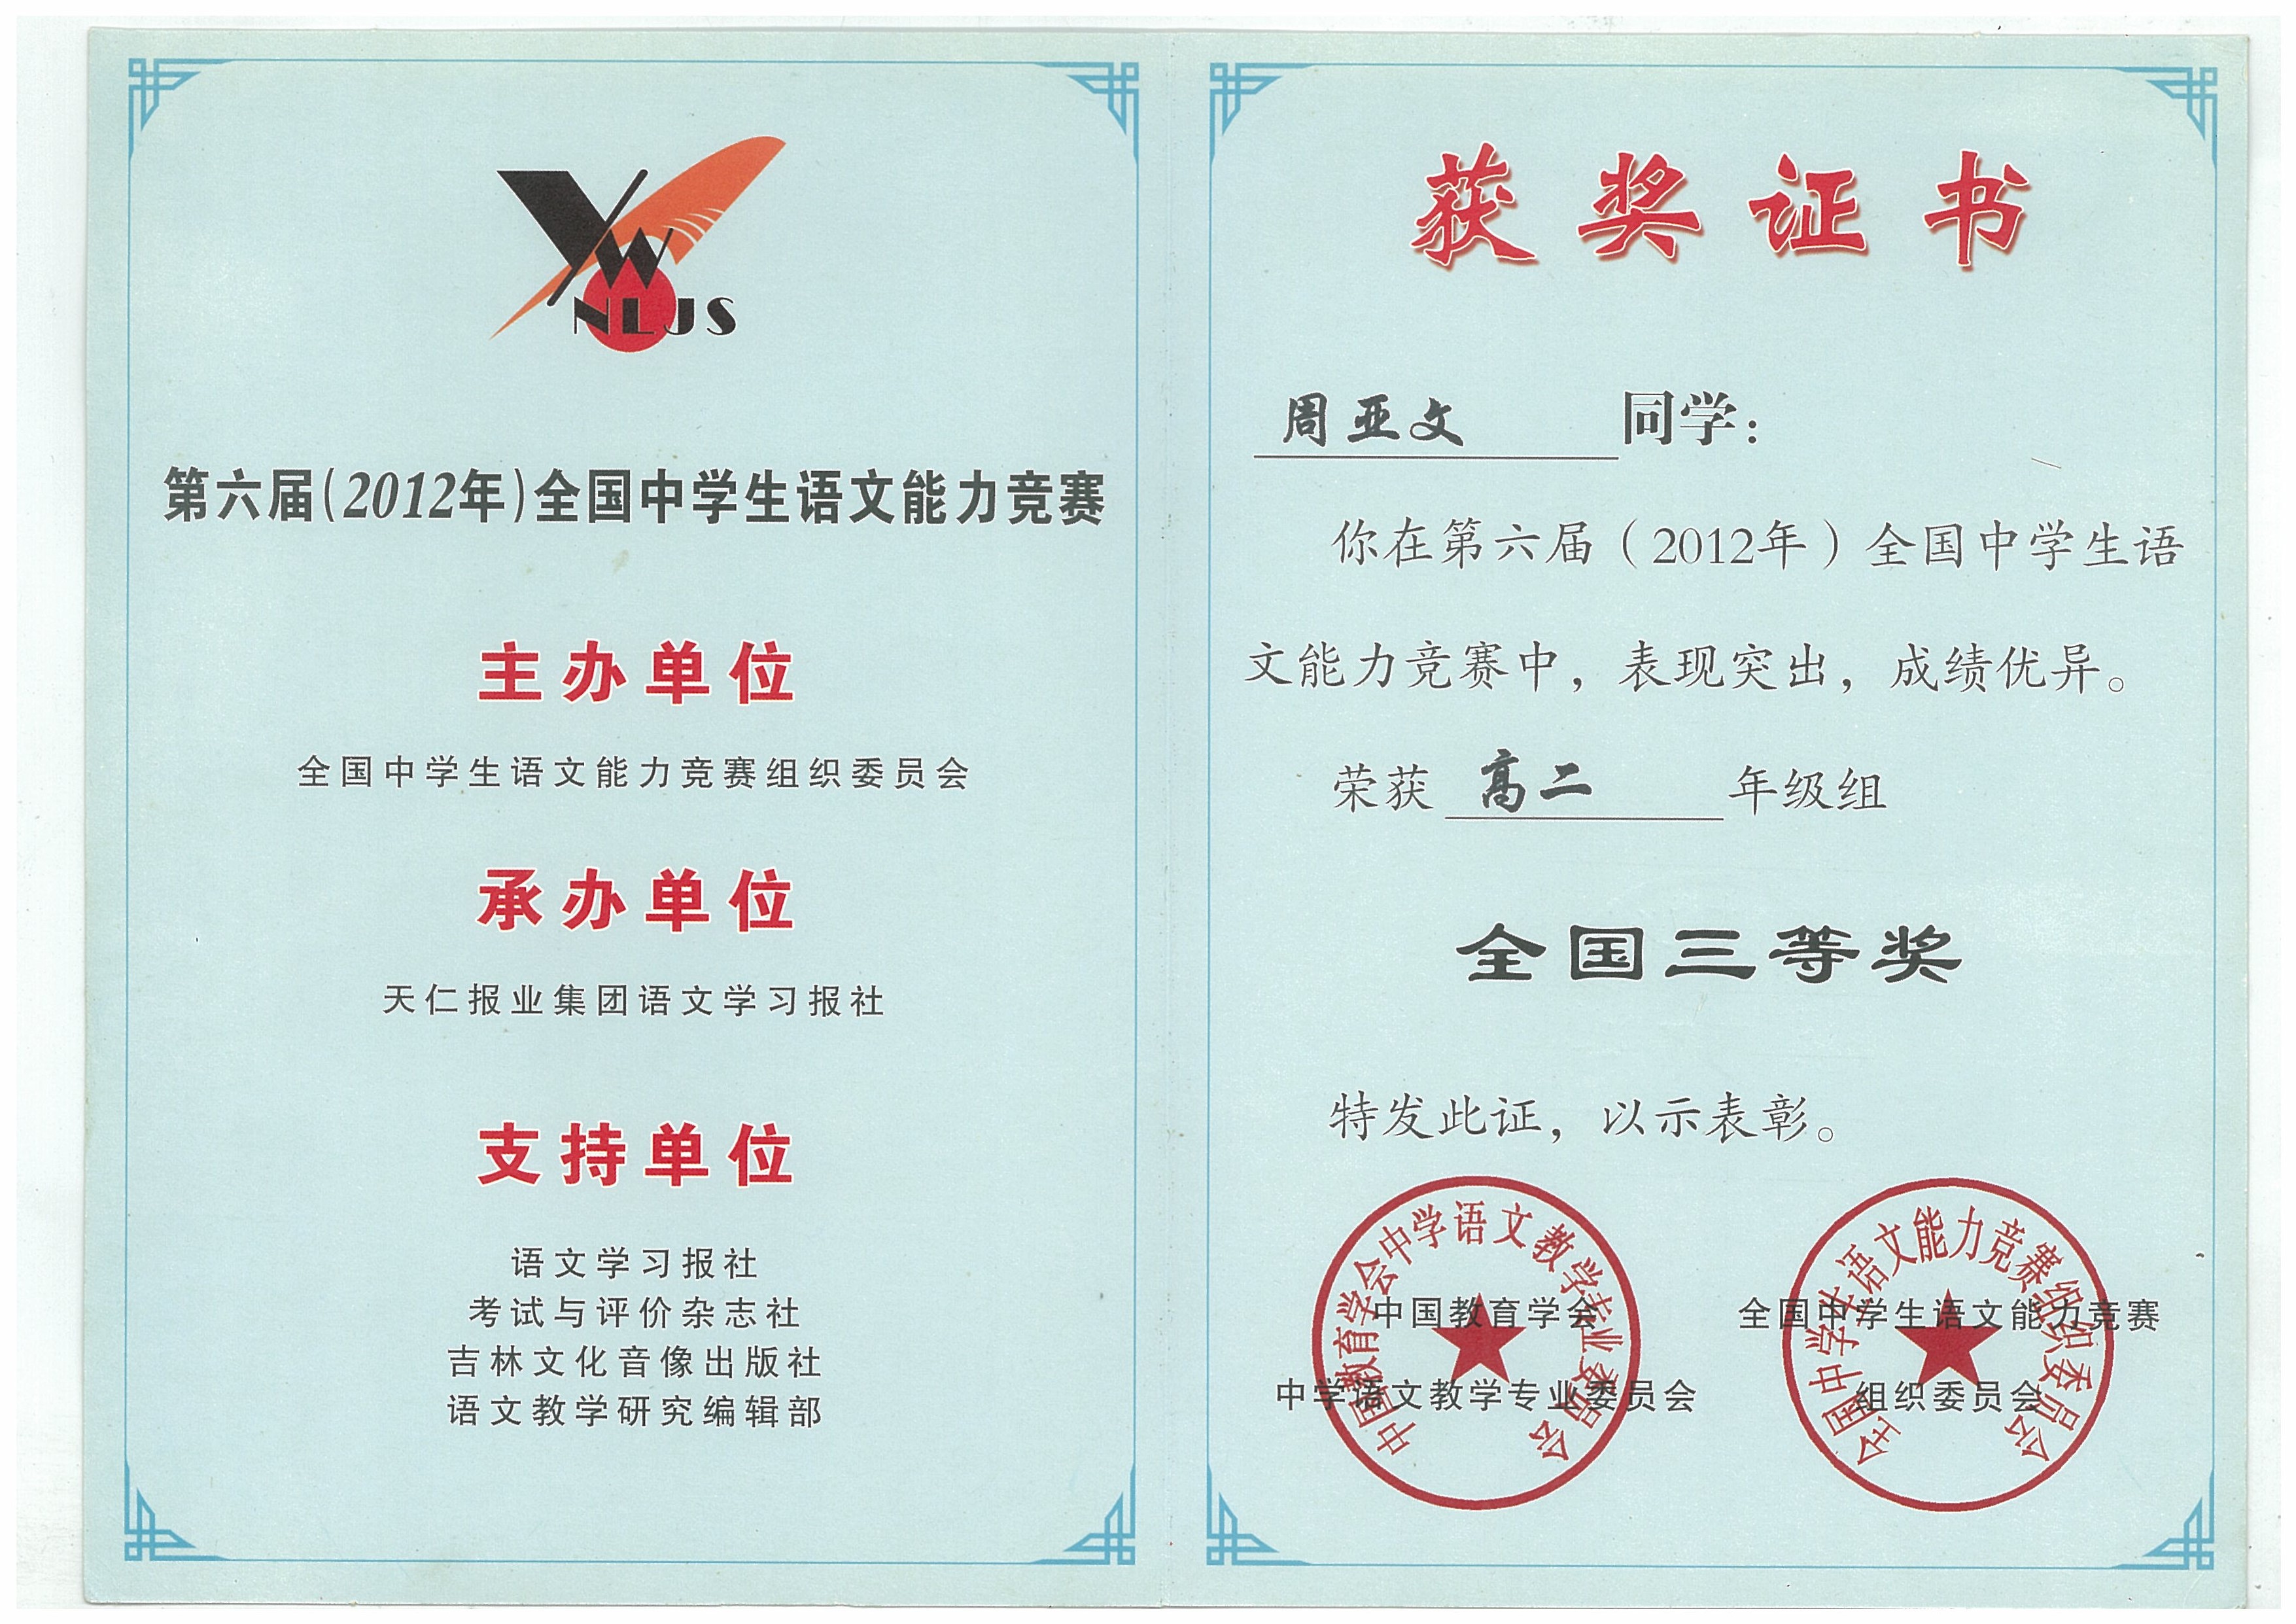 YW
NLJS
第六届(2012年)全国中学生语文能力竞赛
主办单位
全国中学生语文能力竞赛组织委员会
承办单位
天仁报业集团语文学习报社
支持单位
语文学习报社
考试与评价杂志社
吉林文化音像出版社
语文教学研究编辑部
获奖证书
周亚文 同学：
你在第六届（2012年）全国中学生语
文能力竞赛中，表现突出，成绩优异。
荣获 高二 年级组
全国三等奖
特发此证，以示表彰。
中国教育学会中学语文教学专业委员会
中国教育学会
中学语文教学专业委员会
全国中学生语文能力竞赛组织委员会
全国中学生语文能力竞赛
组织委员会